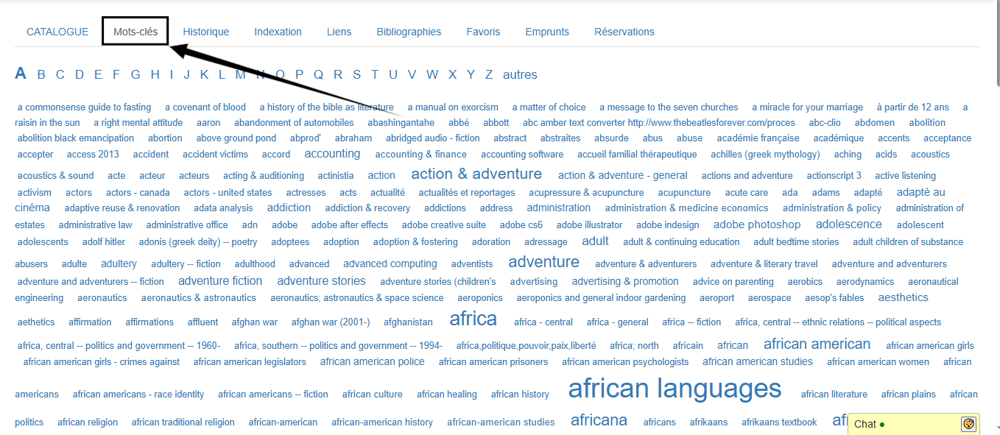 CATALOGUE Mots-clés Historique Indexation Liens Bibliographies Favoris Emprunts Réservations
A B C D E F G H I J K L M N O P Q R S T U V W X Y Z autres
a commonsense guide to fasting a covenant of blood a history of the bible as literature a manual on exorcism a matter of choice a message to the seven churches a miracle for your marriage à partir de 12 ans a
raisin in the sun a right mental attitude aaron abandonment of automobiles abashingantahe abbé abbott abc amber text converter http://www.thebeatlesforever.com/proces abc-clio abdomen abolition
abolition black emancipation abortion above ground pond abproď abraham abridged audio - fiction abstract abstraites absurde abus abuse académie française académique accents acceptance
accepter access 2013 accident accident victims accord accounting accounting & finance accounting software accueil familial thérapeutique achilles (greek mythology) aching acids acoustics
acoustics & sound acte acteur acteurs acting & auditioning actinistia action action & adventure action & adventure - general actions and adventure actionscript 3 active listening
activism actors actors - canada actors - united states actresses acts actualité actualités et reportages acupressure & acupuncture acupuncture acute care ada adams adapté adapté au
cinéma adaptive reuse & renovation adata analysis addiction addiction & recovery addictions address administration administration & medicine economics administration & policy administration of
estates administrative law administrative office adn adobe adobe after effects adobe creative suite adobe cs6 adobe illustrator adobe indesign adobe photoshop adolescence adolescent
adolescents adolf hitler adonis (greek deity) -- poetry adoptees adoption adoption & fostering adoration adressage adult adult & continuing education adult bedtime stories adult children of substance
abusers adulte adultery adultery -- fiction adulthood advanced advanced computing adventists adventure adventure & adventurers adventure & literary travel adventure and adventurers
adventure and adventurers -- fiction adventure fiction adventure stories adventure stories (children's advertising advertising & promotion advice on parenting aerobics aerodynamics aeronautical
engineering aeronautics aeronautics & astronautics aeronautics; astronautics & space science aeroponics aeroponics and general indoor gardening aeroport aerospace aesop's fables aesthetics
aethetics affirmation affirmations affluent afghan war afghan war (2001-) afghanistan africa africa - central africa - general africa -- fiction africa, central -- ethnic relations -- political aspects
africa, central -- politics and government -- 1960- africa, southern -- politics and government -- 1994- africa,politique,pouvoir,paix,liberté africa; north africain african african american african american girls
african american girls - crimes against african american legislators african american police african american prisoners african american psychologists african american studies african american women african
americans african americans - race identity african americans -- fiction african culture african healing african history african languages african literature african plains african
politics african religion african traditional religion african-american african-american history african-american studies africana africans afrikaans afrikaans textbook
Chat